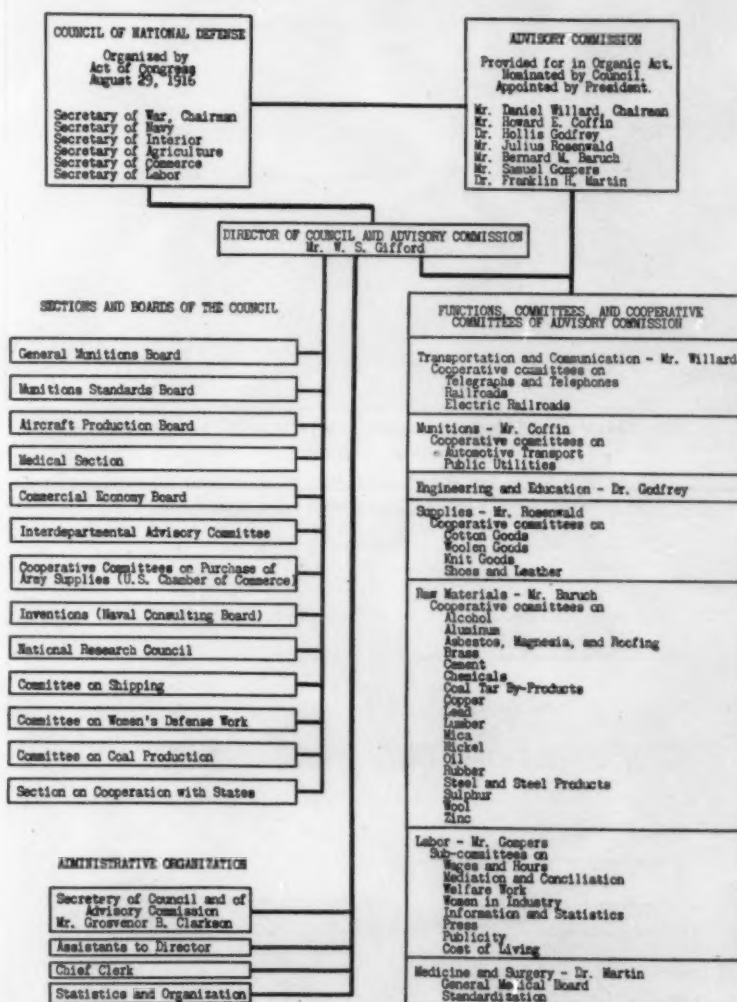 COUNCIL OF NATIONAL DEFENSE
Organized by
Act of Congress
August 29, 1916
Secretary of War, Chairman
Secretary of Navy
Secretary of Interior
Secretary of Agriculture
Secretary of Commerce
Secretary of Labor
ADVISORY COMMISSION
Provided for in Organic Act.
Nominated by Council.
Appointed by President.
Mr. Daniel Willard, Chairman
Mr. Howard E. Coffin
Dr. Hollis Godfrey
Mr. Julius Rosenwald
Mr. Bernard M. Baruch
Mr. Samuel Gompers
Dr. Franklin H. Martin
DIRECTOR OF COUNCIL AND ADVISORY COMMISSION
Mr. W. S. Gifford
SECTIONS AND BOARDS OF THE COUNCIL
General Munitions Board
Munitions Standards Board
Aircraft Production Board
Medical Section
Commercial Economy Board
Interdepartmental Advisory Committee
Cooperative Committees on Purchase of
Army Supplies (U.S. Chamber of Commerce)
Inventions (Naval Consulting Board)
National Research Council
Committee on Shipping
Committee on Women's Defense Work
Committee on Coal Production
Section on Cooperation with States
ADMINISTRATIVE ORGANIZATION
Secretary of Council and of
Advisory Commission
Mr. Grosvenor B. Clarkson
Assistants to Director
Chief Clerk
Statistics and Organization
FUNCTIONS, COMMITTEES, AND COOPERATIVE
COMMITTEES OF ADVISORY COMMISSION
Transportation and Communication - Mr. Willard
Cooperative committees on
Telegraphs and Telephones
Railroads
Electric Railroads
Munitions - Mr. Coffin
Cooperative committees on
Automotive Transport
Public Utilities
Engineering and Education - Dr. Godfrey
Supplies - Mr. Rosenwald
Cooperative committees on
Cotton Goods
Woolen Goods
Knit Goods
Shoes and Leather
Raw Materials - Mr. Baruch
Cooperative committees on
Alcohol
Aluminum
Asbestos, Magnesia, and Roofing
Brass
Cement
Chemicals
Coal Tar By-Products
Copper
Lead
Lumber
Mica
Nickel
Oil
Rubber
Steel and Steel Products
Sulphur
Wool
Zinc
Labor - Mr. Gompers
Sub-committees on
Wages and Hours
Mediation and Conciliation
Welfare Work
Women in Industry
Information and Statistics
Press
Publicity
Cost of Living
Medicine and Surgery - Dr. Martin
General Medical Board
Standardization